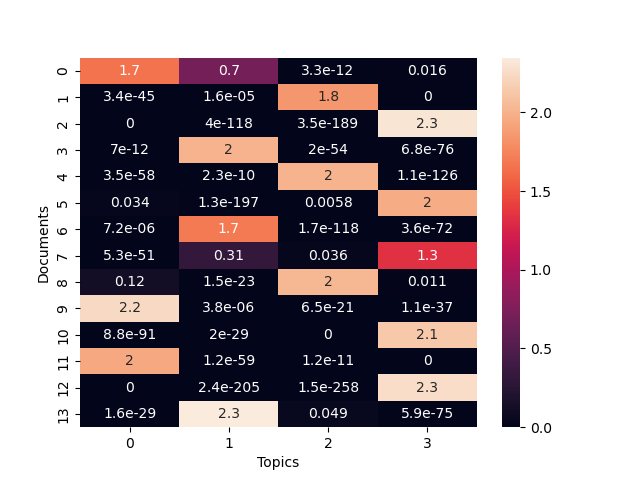 0 1.7 0.7 3.3e-12 0.016
1 3.4e-45 1.6e-05 1.8 0
2 0 4e-118 3.5e-189 2.3
3 7e-12 2 2e-54 6.8e-76
4 3.5e-58 2.3e-10 2 1.1e-126
5 0.034 1.3e-197 0.0058 2
6 7.2e-06 1.7 1.7e-118 3.6e-72
7 5.3e-51 0.31 0.036 1.3
8 0.12 1.5e-23 2 0.011
9 2.2 3.8e-06 6.5e-21 1.1e-37
10 8.8e-91 2e-29 0 2.1
11 2 1.2e-59 1.2e-11 0
12 0 2.4e-205 1.5e-258 2.3
13 1.6e-29 2.3 0.049 5.9e-75
0 1 2 3
Topics
Documents
2.0
1.5
1.0
0.5
0.0